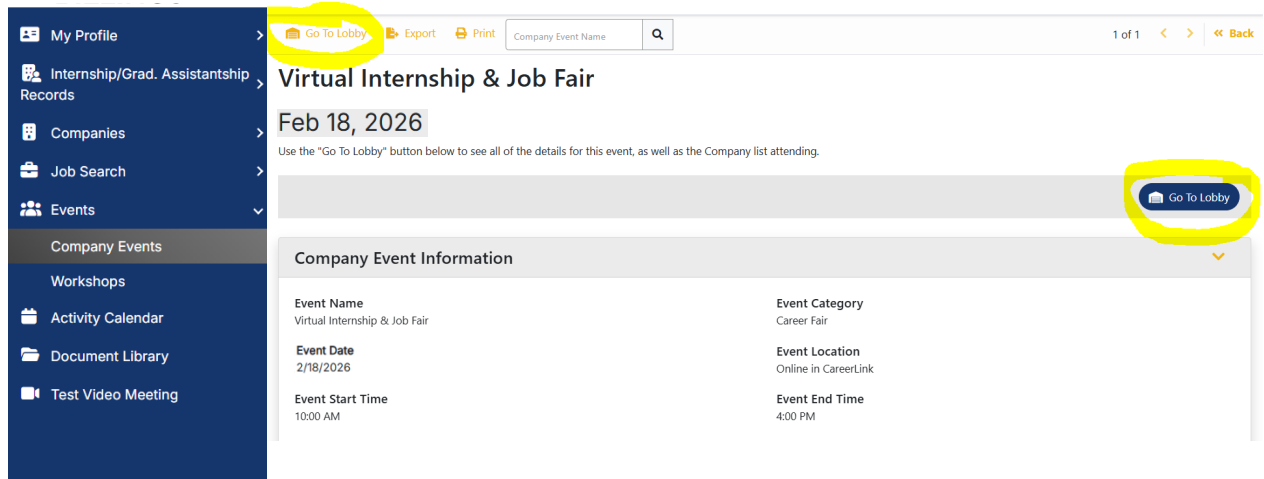 My Profile
Internship/Grad. Assistantship
Records
Companies
Job Search
Events
Company Events
Workshops
Activity Calendar
Document Library
Test Video Meeting
Go To Lobby Export Print Company Event Name 1 of 1 Back
Virtual Internship & Job Fair
Feb 18, 2026
Use the "Go To Lobby" button below to see all of the details for this event, as well as the Company list attending.
Go To Lobby
Company Event Information
Event Name
Virtual Internship & Job Fair
Event Category
Career Fair
Event Date
2/18/2026
Event Location
Online in CareerLink
Event Start Time
10:00 AM
Event End Time
4:00 PM